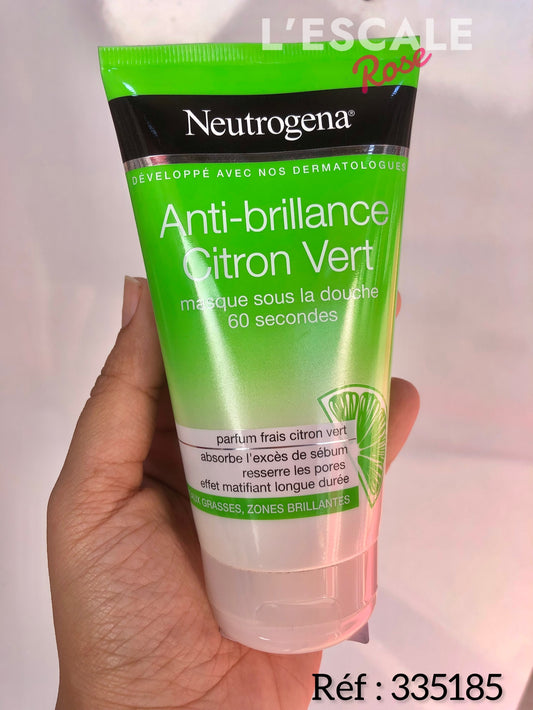 L'ESCALE
Rose
Neutrogena®
DÉVELOPPÉ AVEC NOS DERMATOLOGUES
Anti-brillance
Citron Vert
masque sous la douche
60 secondes
parfum frais citron vert
absorbe l'excès de sébum
resserre les pores
effet matifiant longue durée
GRASSES, ZONES BRILLANTES
Réf : 335185